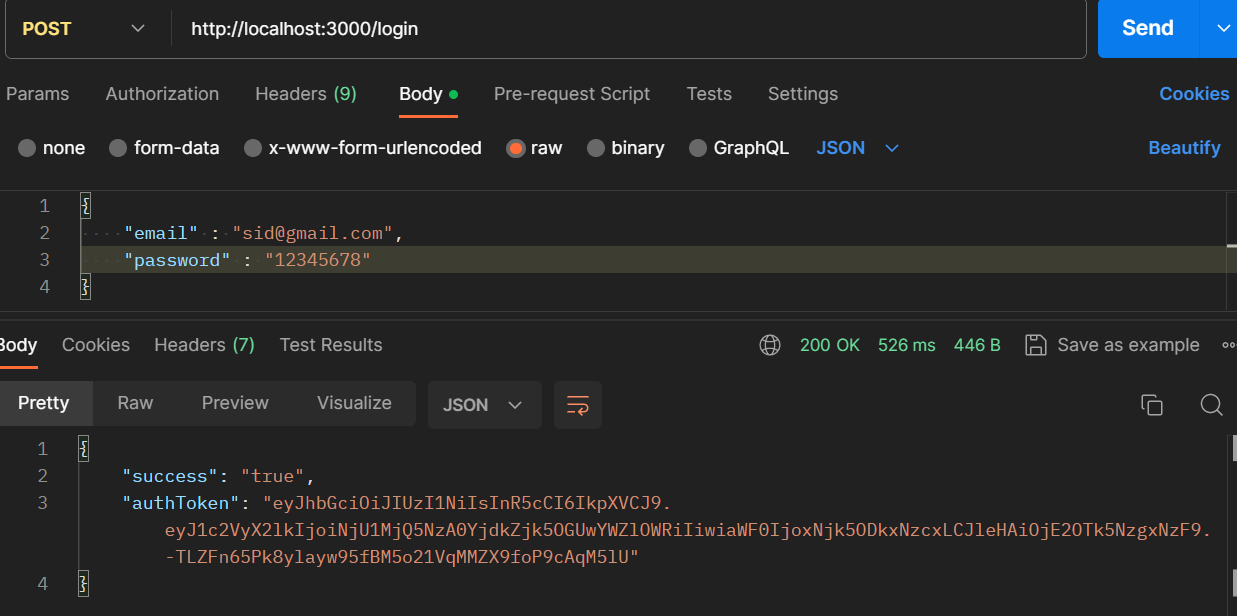 POST http://localhost:3000/login Send
Params Authorization Headers (9) Body Pre-request Script Tests Settings Cookies
none form-data x-www-form-urlencoded raw binary GraphQL JSON Beautify
1 {
2 "email" : "sid@gmail.com",
3 "password" : "12345678"
4 }
Body Cookies Headers (7) Test Results 200 OK 526 ms 446 B Save as example
Pretty Raw Preview Visualize JSON
1 {
2 "success": "true",
3 "authToken": "eyJhbGciOiJIUzI1NiIsInR5cCI6IkpXVCJ9.
eyJ1c2VyX2lkIjoiNjU1MjQ5NzA0YjdkZjk5OGUwYWZlOWRiIiwiaWF0IjoxNjk5ODkxNzcxLCJleHAiOjE2OTk5NzgxNzF9.
-TLZFn65Pk8ylayw95fBM5o21VqMMZX9foP9cAqM5lU"
4 }